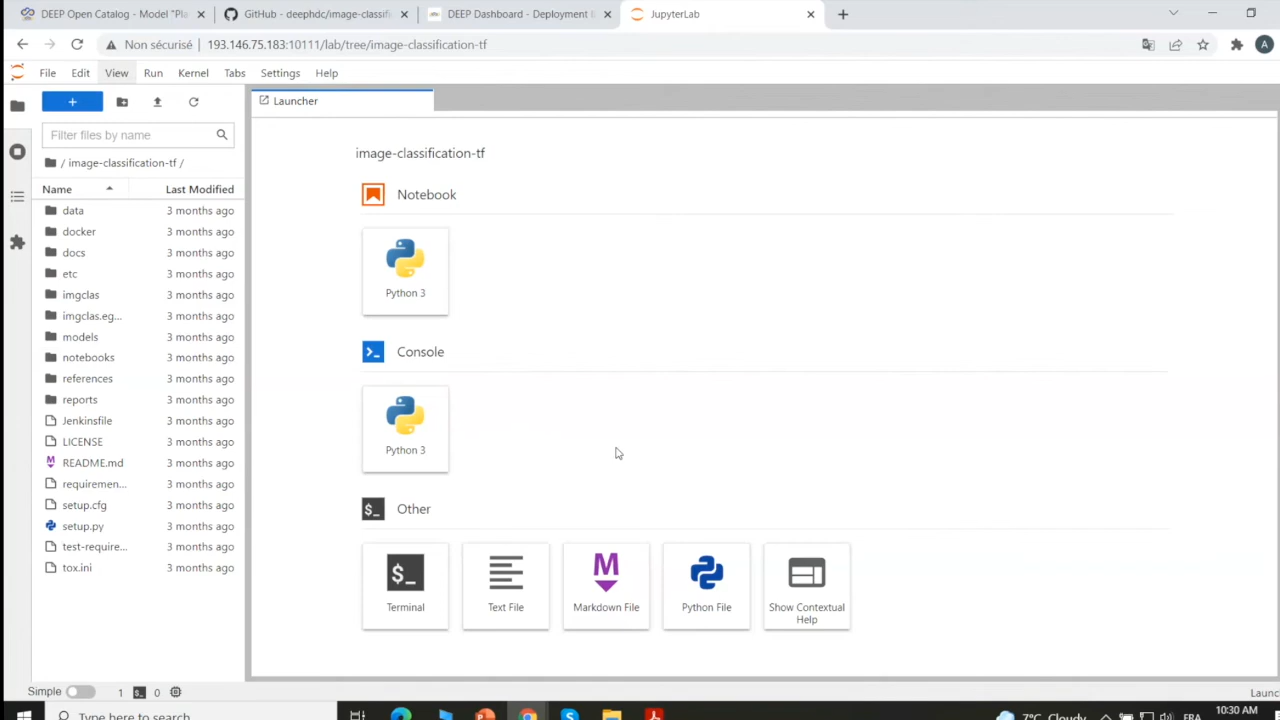 DEEP Open Catalog - Model "Pla
GitHub - deephdc/image-classifi
DEEP Dashboard - Deployment l
JupyterLab
Non sécurisé | 193.146.75.183:10111/lab/tree/image-classification-tf
A
File Edit View Run Kernel Tabs Settings Help
+
Launcher
Filter files by name
/ image-classification-tf /
image-classification-tf
Name Last Modified
Notebook
data 3 months ago
docker 3 months ago
docs 3 months ago
etc 3 months ago
imgclas 3 months ago
Python 3
imgclas.eg... 3 months ago
models 3 months ago
Console
notebooks 3 months ago
references 3 months ago
reports 3 months ago
Jenkinsfile 3 months ago
LICENSE 3 months ago
Python 3
README.md 3 months ago
requiremen... 3 months ago
setup.cfg 3 months ago
Other
$_
setup.py 3 months ago
test-require... 3 months ago
tox.ini 3 months ago
$_
M
Terminal Text File Markdown File Python File Show Contextual
Help
Simple 1 $_ 0
Launc
Type here to search
7°C Cloudy
FRA
10:30 AM